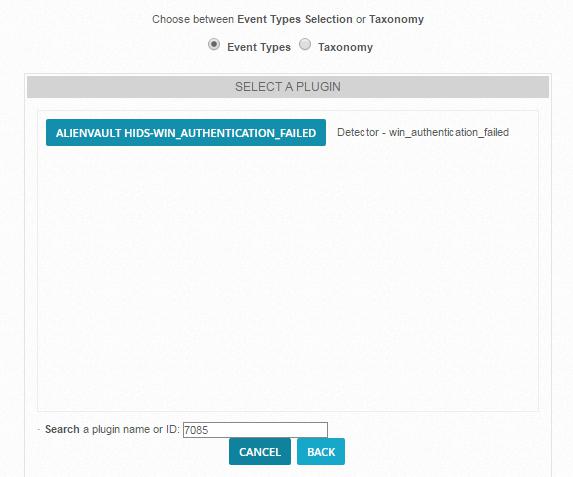 Choose between Event Types Selection or Taxonomy
Event Types Taxonomy
SELECT A PLUGIN
ALIENVAULT HIDS-WIN_AUTHENTICATION_FAILED Detector - win_authentication_failed
- Search a plugin name or ID: 7085
CANCEL BACK